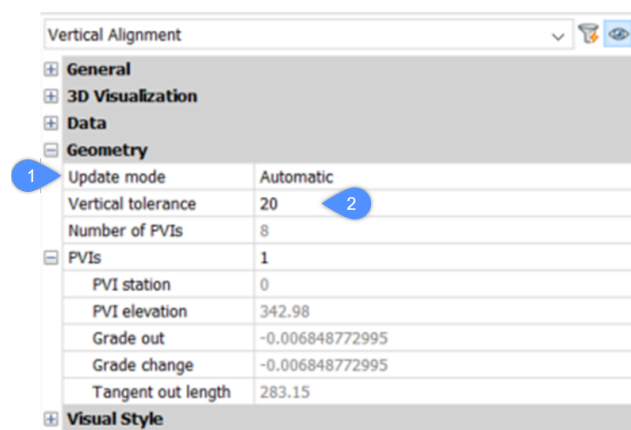 Vertical Alignment
General
3D Visualization
Data
Geometry
1 Update mode Automatic
Vertical tolerance 20 2
Number of PVIs 8
PVIs 1
PVI station 0
PVI elevation 342.98
Grade out -0.006848772995
Grade change -0.006848772995
Tangent out length 283.15
Visual Style